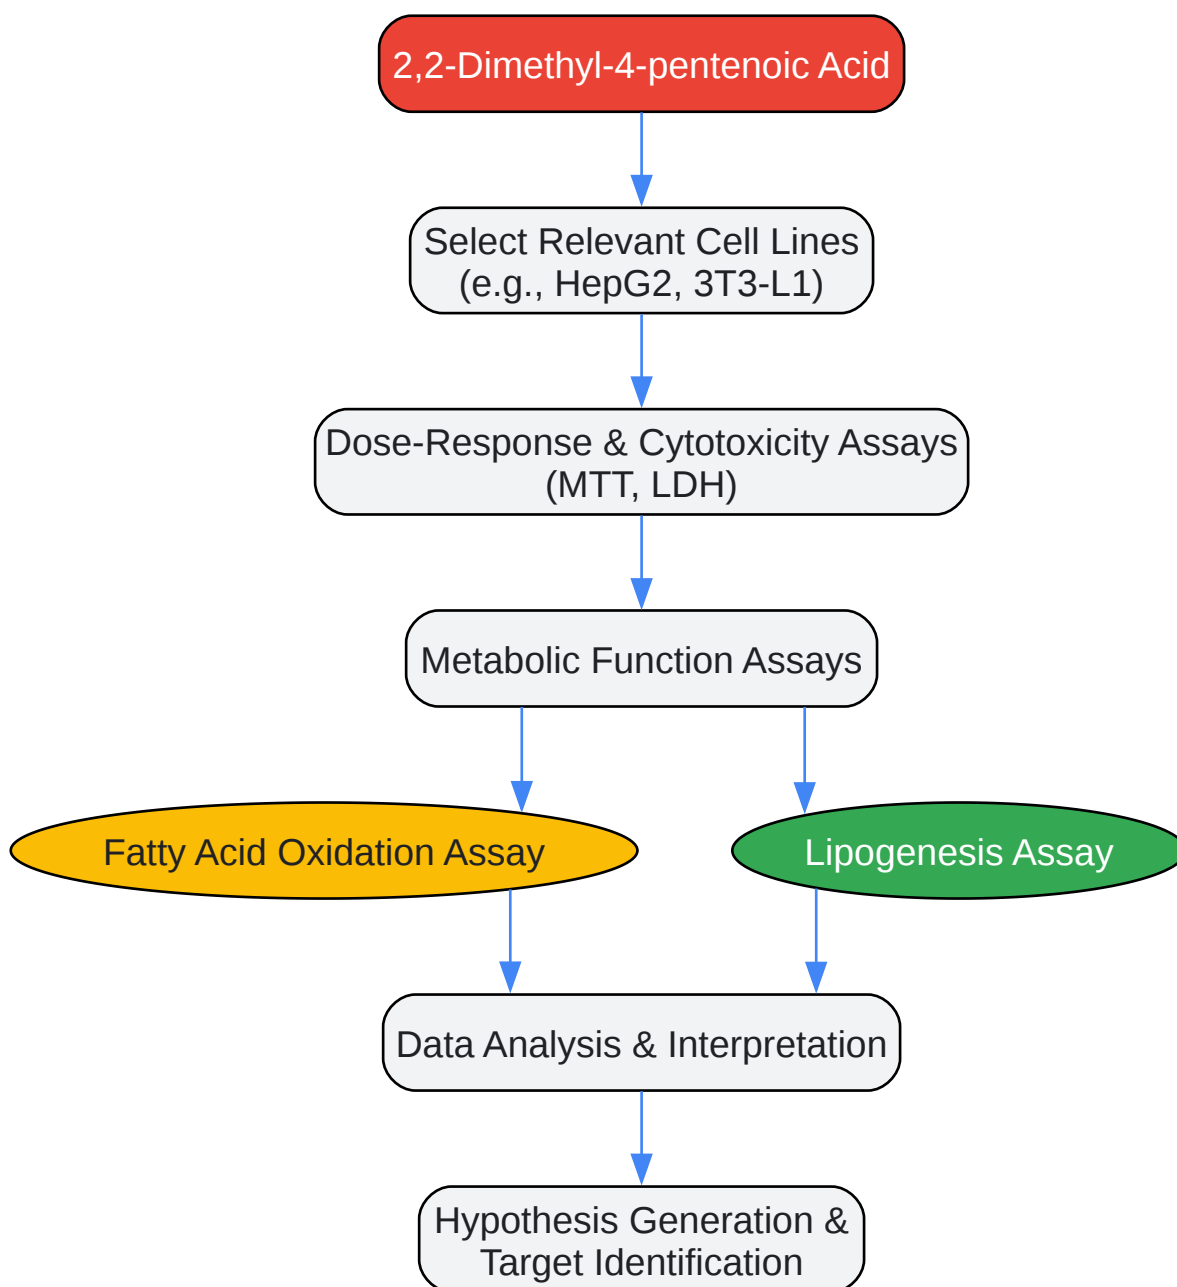 2,2-Dimethyl-4-pentenoic Acid
Select Relevant Cell Lines
(e.g., HepG2, 3T3-L1)
Dose-Response & Cytotoxicity Assays
(MTT, LDH)
Metabolic Function Assays
Fatty Acid Oxidation Assay
Lipogenesis Assay
Data Analysis & Interpretation
Hypothesis Generation &
Target Identification